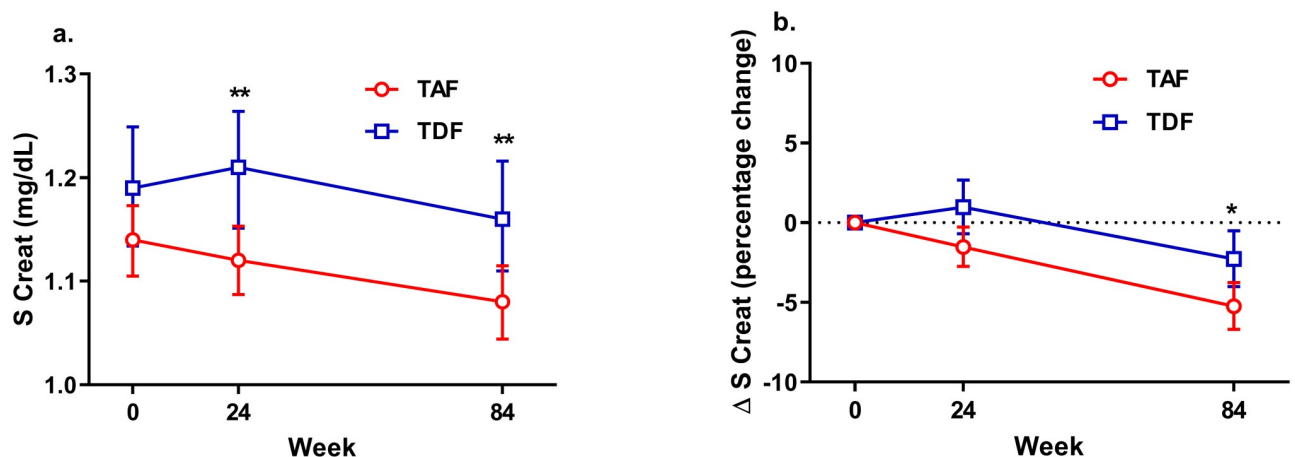 a.
S Creat (mg/dL)
1.3
1.2
1.1
1.0
TAF
TDF
**
**
0 24 84
Week
b.
Δ S Creat (percentage change)
10
5
0
-5
-10
TAF
TDF
*
0 24 84
Week